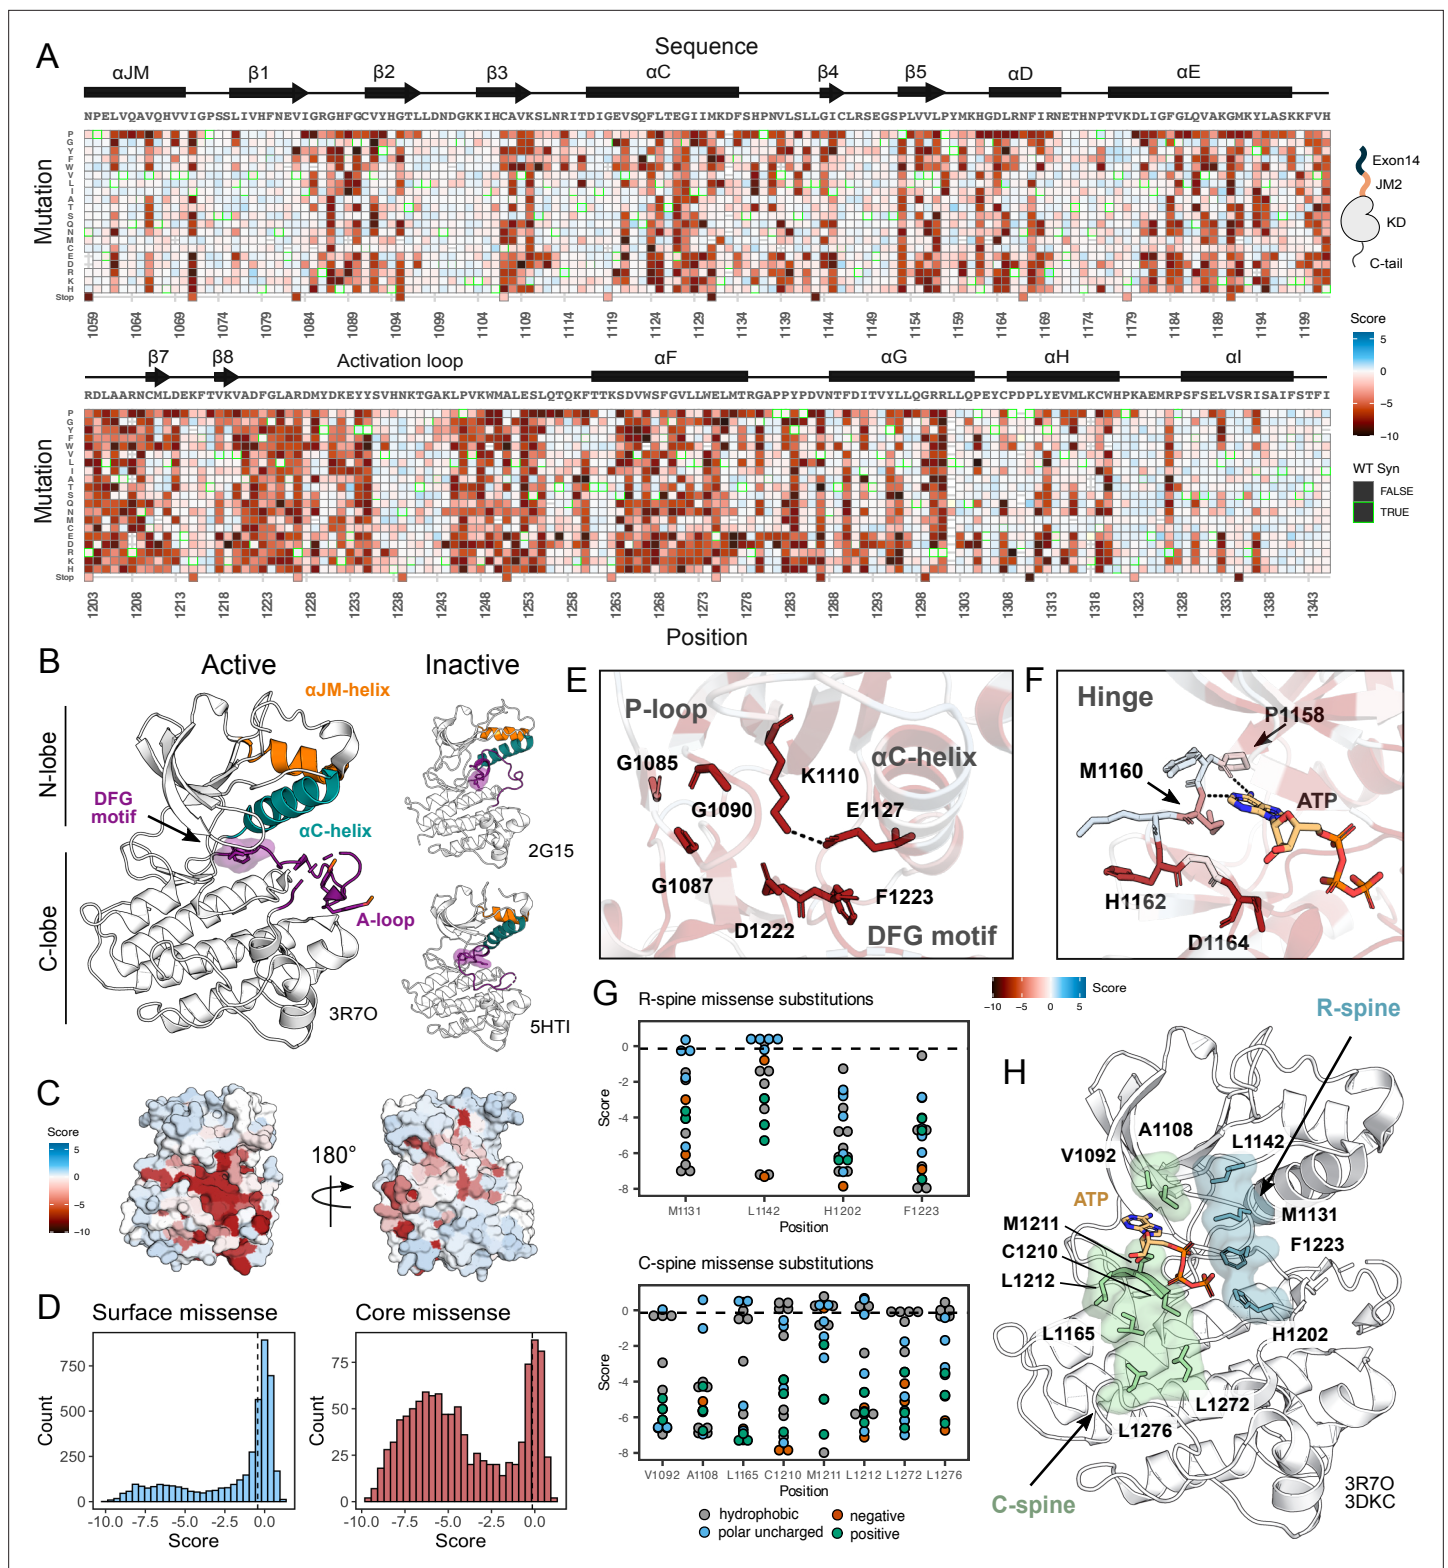 A
Sequence
αJM β1 β2 β3 αC β4 β5 αD αE
NPELVQAVQHVVIGPSSLIVHFNEVIGRGHFGCVYHGTLLDNDGKKIHCAVKSLNRITDIGEVSQFLTEGIIMKDFSHPNVLSLLGICLRSEGSPLVVLPYMKHGDLRNFIRNETHNPTVKDLIGFGLQVAKGMKYLASKKFVH
Mutation
P
G
Y
F
W
V
L
I
A
T
S
Q
N
M
C
E
D
R
K
H
Stop
1059 1064 1069 1074 1079 1084 1089 1094 1099 1104 1109 1114 1119 1124 1129 1134 1139 1144 1149 1154 1159 1164 1169 1174 1179 1184 1189 1194 1199
Exon14
JM2
KD
C-tail
Score
5
0
−5
−10
WT Syn
FALSE
TRUE
β7 β8 Activation loop αF αG αH αI
RDLAARNCMLDEKFTVKVADFGLARDMYDKEYYSVHNKTGAKLPVKWMALESLQTQKFTTKSDVWSFGVLLWELMTRGAPPYPDVNTFDITVYLLQGRRLLQPEYCPDPLYEVMLKCWHPKAEMRPSFSELVSRISAIFSTFI
Mutation
P
G
Y
F
W
V
L
I
A
T
S
Q
N
M
C
E
D
R
K
H
Stop
1203 1208 1213 1218 1223 1228 1233 1238 1243 1248 1253 1258 1263 1268 1273 1278 1283 1288 1293 1298 1303 1308 1313 1318 1323 1328 1333 1338 1343
Position
B
Active
Inactive
N-lobe
C-lobe
αJM-helix
DFG
motif
αC-helix
A-loop
3R7O
2G15
5HTI
E
P-loop
αC-helix
G1085
G1090
K1110
E1127
G1087
D1222
F1223
DFG motif
F
Hinge
P1158
M1160
ATP
H1162
D1164
−10 −5 0 5 Score
C
Score
5
0
−5
−10
180°
D
Surface missense
Count
750
500
250
0
-10.0 -7.5 -5.0 -2.5 0.0
Score
Core missense
Count
75
50
25
0
-10.0 -7.5 -5.0 -2.5 0.0
Score
G
R-spine missense substitutions
Score
0
-2
-4
-6
-8
M1131 L1142 H1202 F1223
Position
C-spine missense substitutions
Score
0
-2
-4
-6
-8
V1092 A1108 L1165 C1210 M1211 L1212 L1272 L1276
Position
hydrophobic
polar uncharged
negative
positive
H
R-spine
A1108
L1142
V1092
ATP
M1211
M1131
C1210
F1223
L1212
L1165
H1202
L1272
L1276
C-spine
3R7O
3DKC